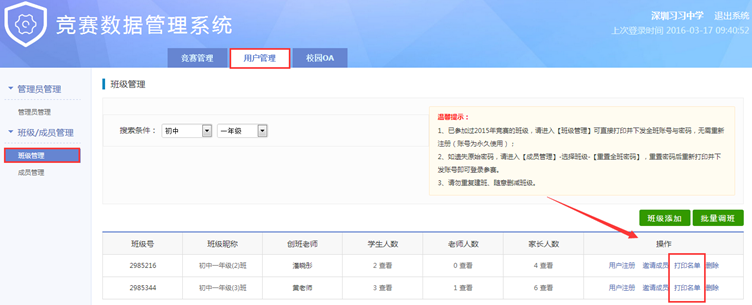 竞赛数据管理系统
深圳习习中学 退出系统
上次登录时间 2016-03-17 09:40:52
竞赛管理 用户管理 校园OA
管理员管理
管理员管理
班级/成员管理
班级管理
成员管理
班级管理
搜索条件： 初中 一年级
温馨提示：
1、已参加过2015年竞赛的班级，请进入【班级管理】可直接打印并下发全班账号与密码，无需重新
注册（账号为永久使用）；
2、如遗失原始密码，请进入【成员管理】-选择班级-【重置全班密码】，重置密码后重新打印并下
发账号即可登录参赛。
3、请勿重复建班、随意删减班级。
班级添加 批量调班
班级号 班级昵称 创班老师 学生人数 老师人数 家长人数 操作
2985216 初中一年级(2)班 潘晓彤 2 查看 0 查看 4 查看 用户注册 邀请成员 打印名单 删除
2985344 初中一年级(3)班 黄老师 3 查看 1 查看 6 查看 用户注册 邀请成员 打印名单 删除